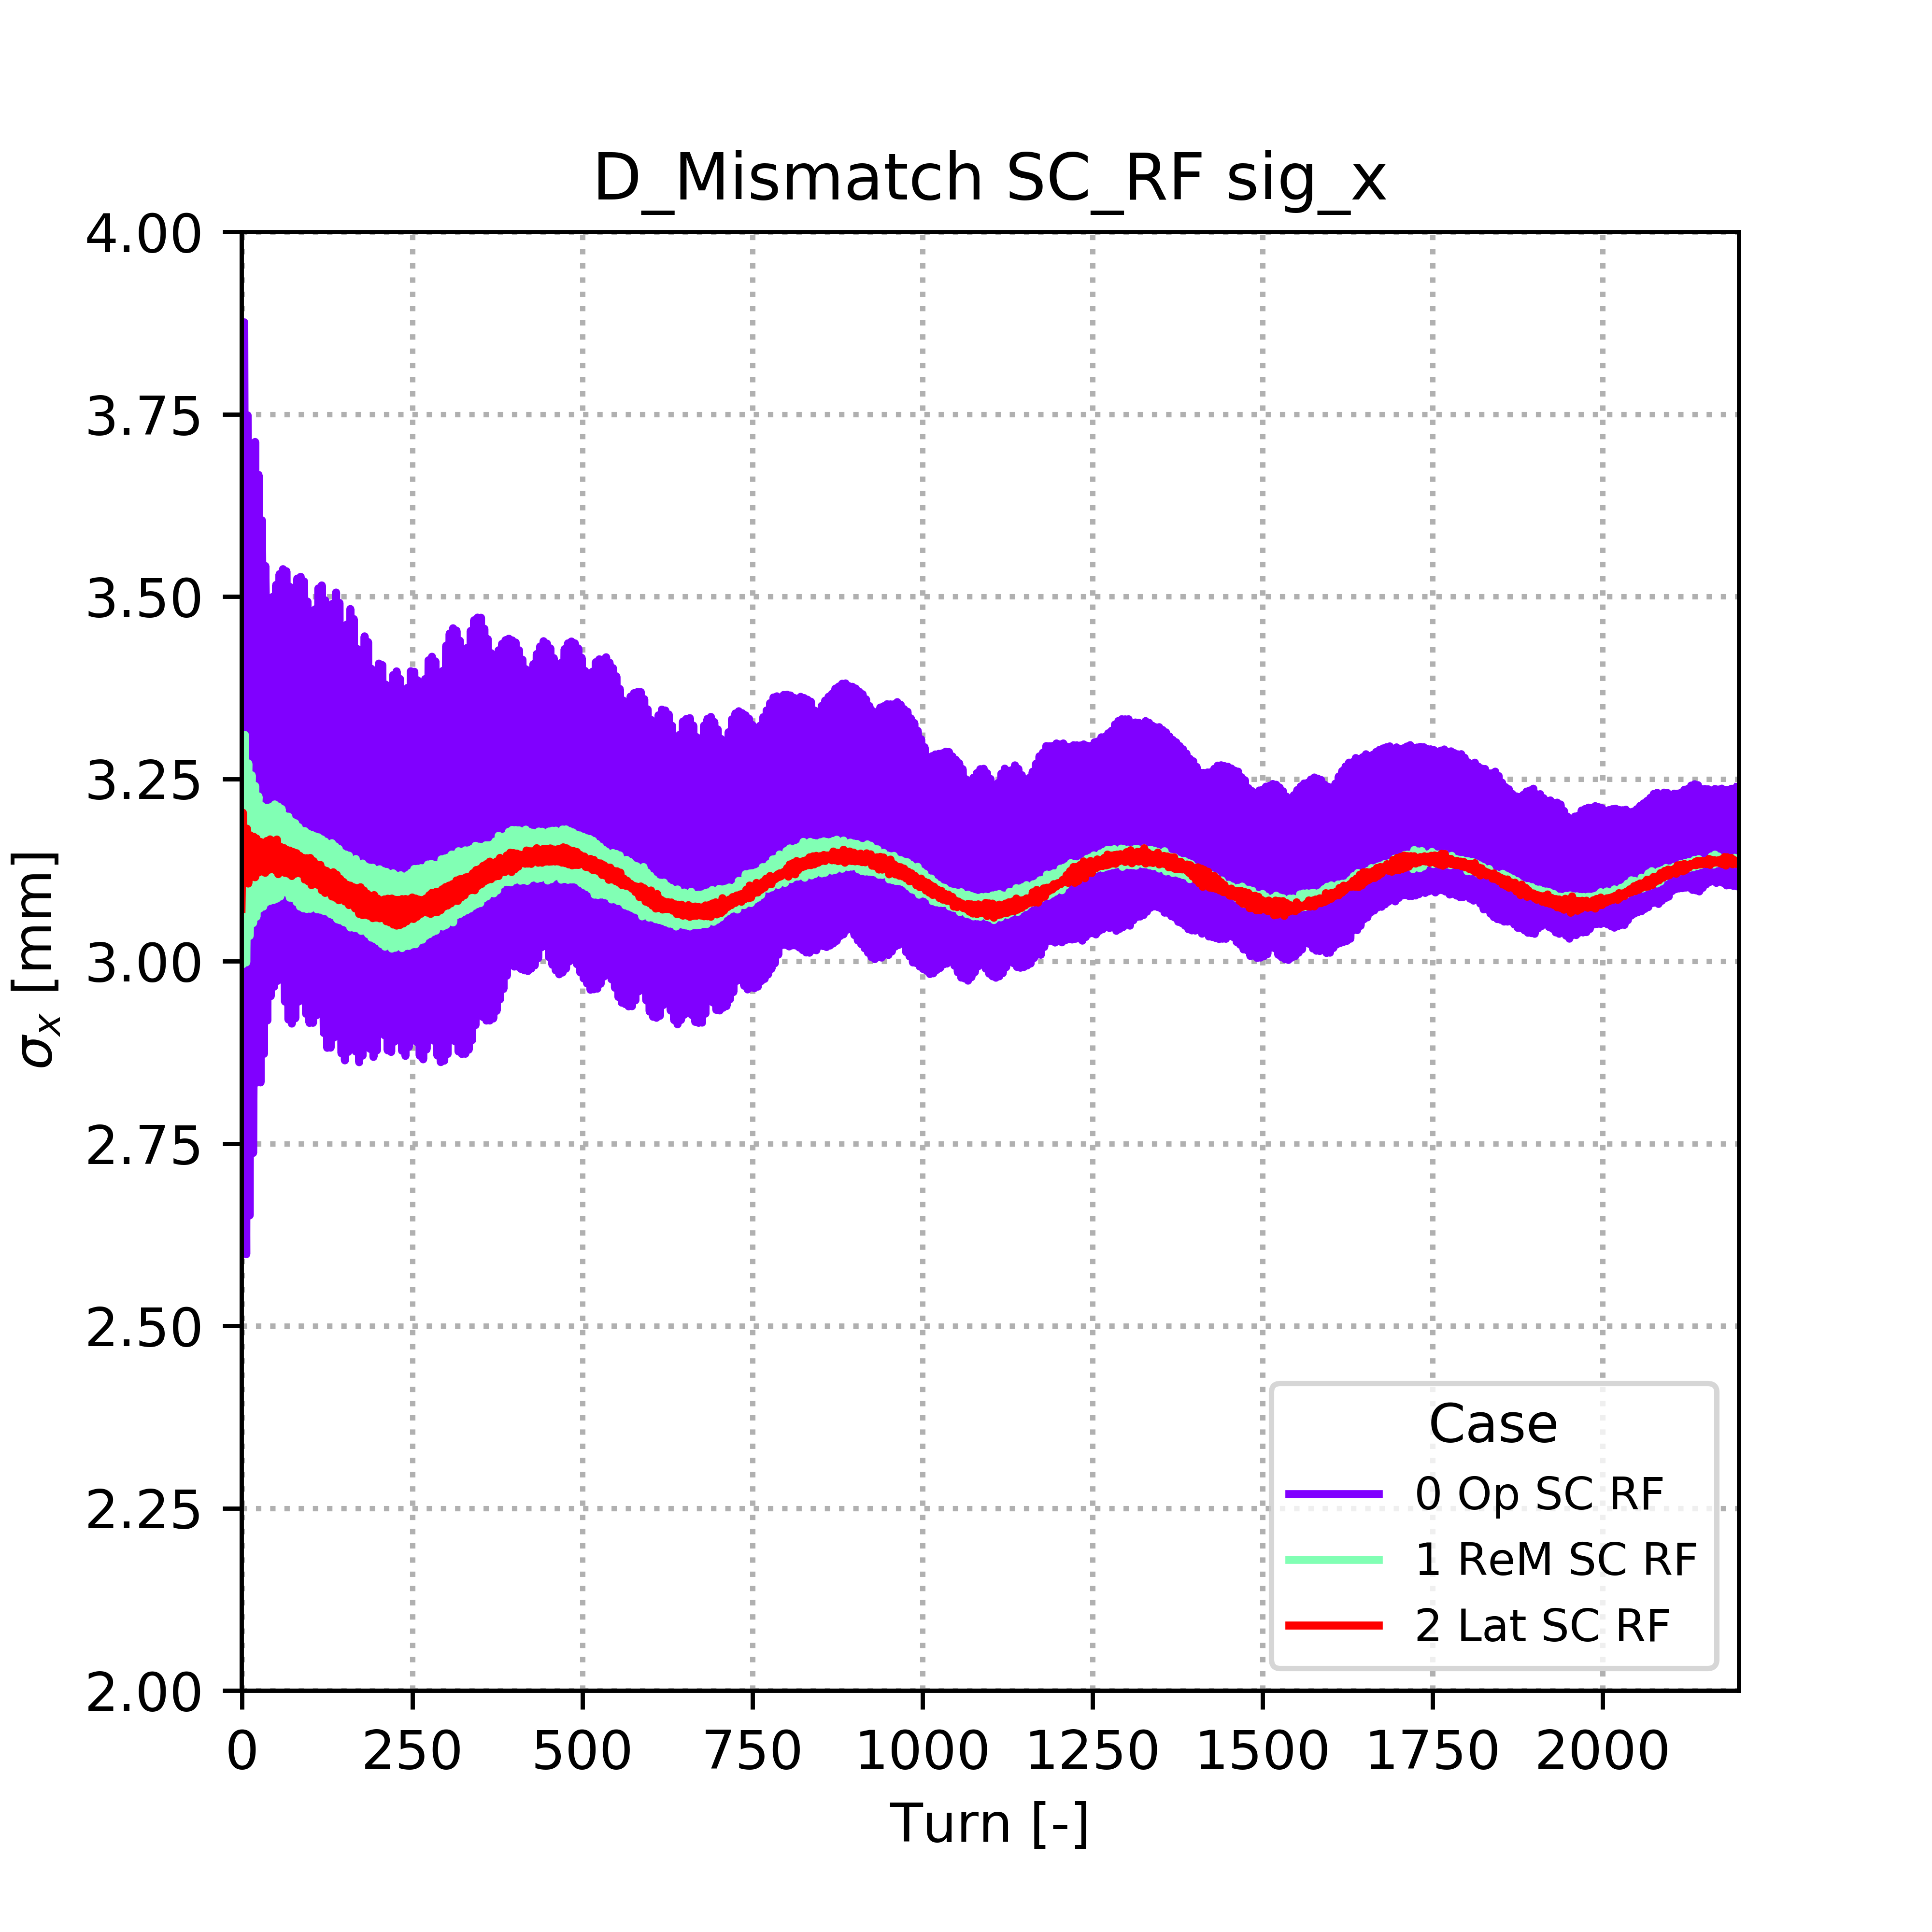 D_Mismatch SC_RF sig_x
4.00
3.75
3.50
3.25
3.00
2.75
2.50
2.25
2.00
σx [mm]
0 250 500 750 1000 1250 1500 1750 2000
Turn [-]
Case
0 Op SC RF
1 ReM SC RF
2 Lat SC RF